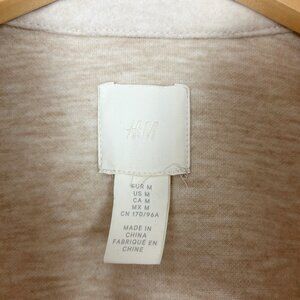 H&M
EUR M
US M
CA M
MX M
CN 170/96A
MADE IN
CHINA
FABRIQUÉ EN
CHINE